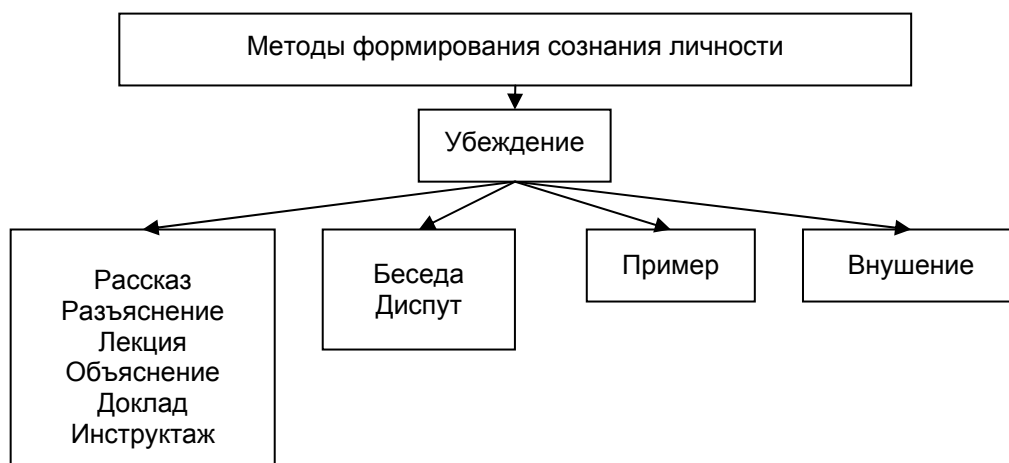 Методы формирования сознания личности
Убеждение
Рассказ
Разъяснение
Лекция
Объяснение
Доклад
Инструктаж
Беседа
Диспут
Пример
Внушение